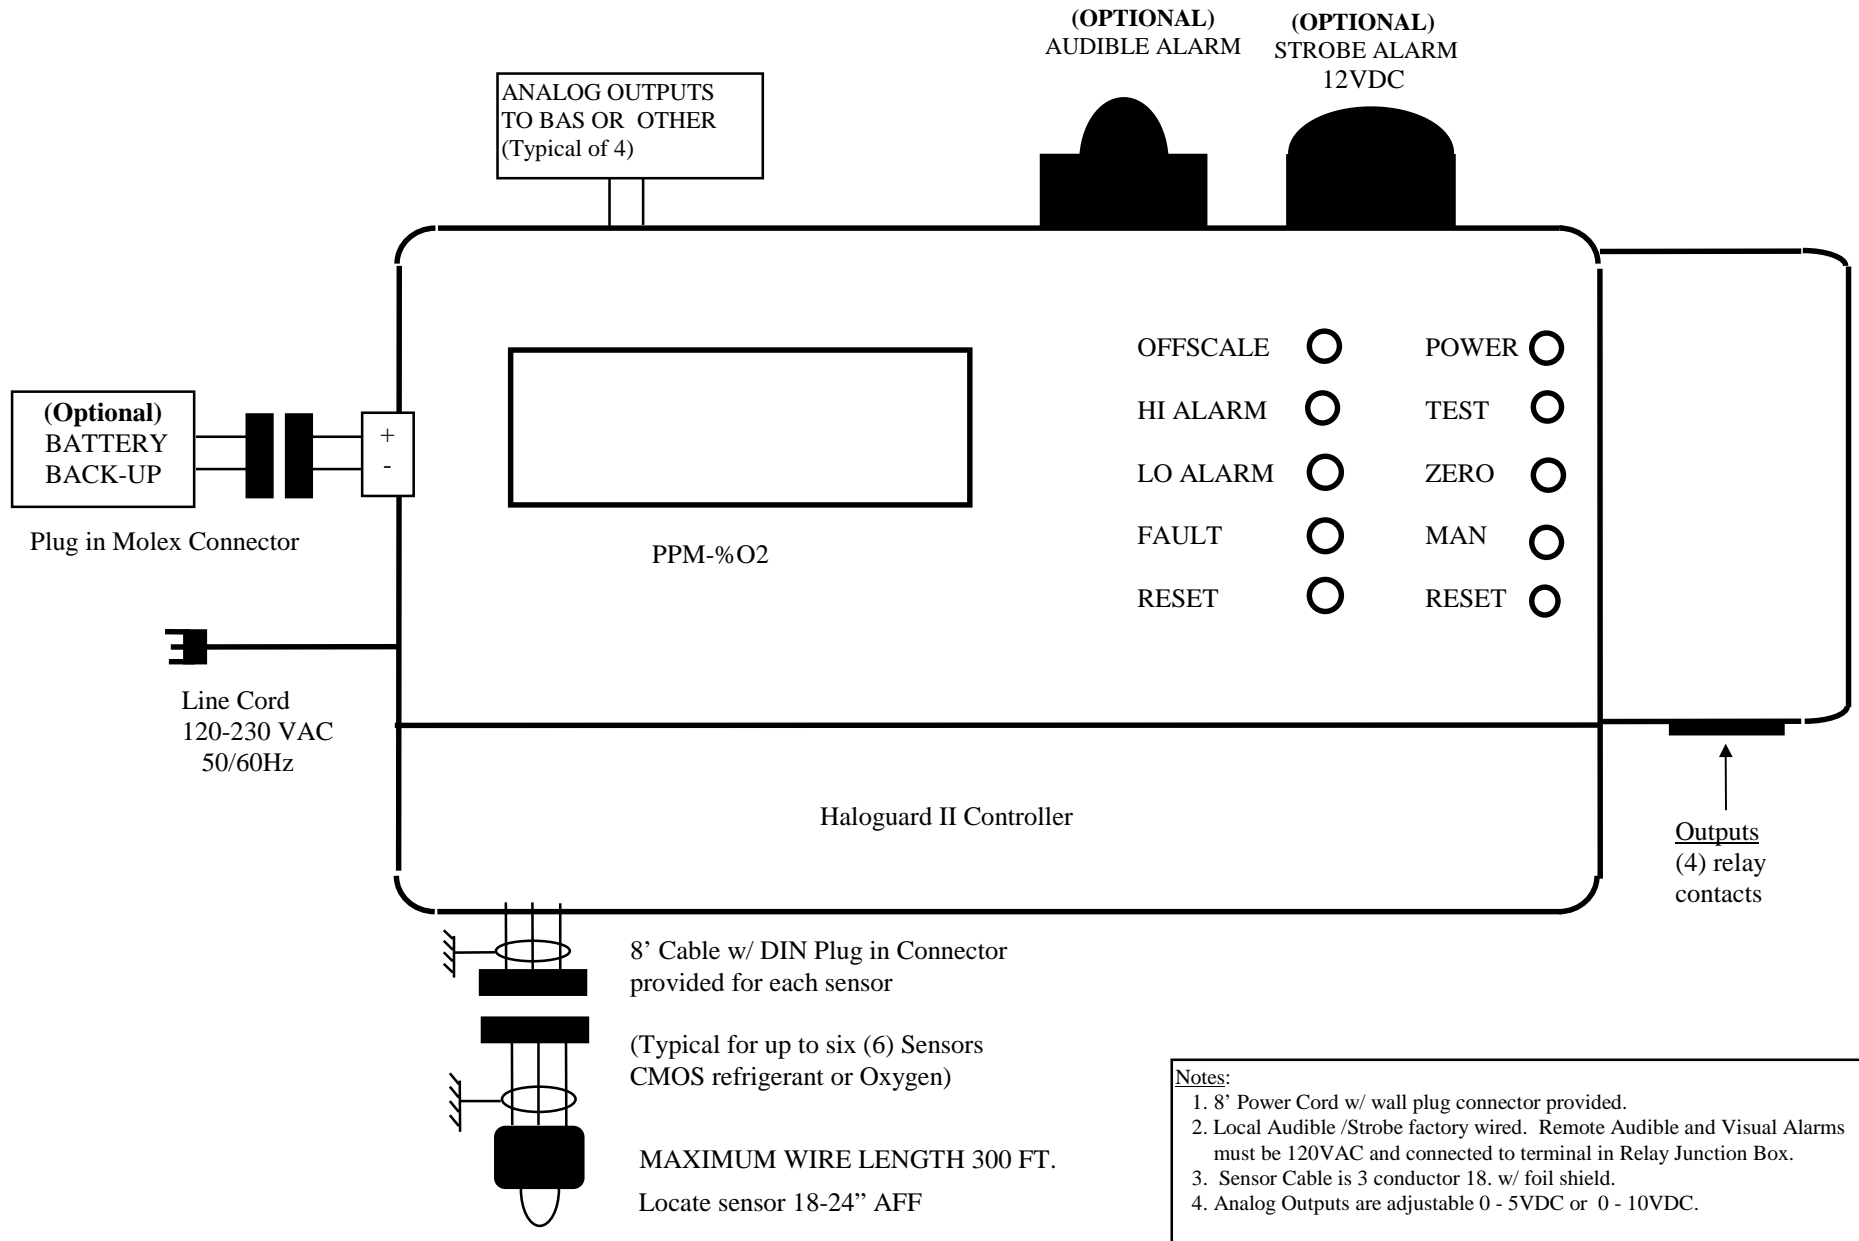 (OPTIONAL)
AUDIBLE ALARM
(OPTIONAL)
STROBE ALARM
12VDC
ANALOG OUTPUTS
TO BAS OR OTHER
(Typical of 4)
OFFSCALE
POWER
HI ALARM
TEST
LO ALARM
ZERO
FAULT
MAN
RESET
RESET
(Optional)
BATTERY
BACK-UP
+
-
Plug in Molex Connector
PPM-%O2
Line Cord
120-230 VAC
50/60Hz
Haloguard II Controller
Outputs
(4) relay
contacts
8’ Cable w/ DIN Plug in Connector
provided for each sensor
(Typical for up to six (6) Sensors
CMOS refrigerant or Oxygen)
MAXIMUM WIRE LENGTH 300 FT.
Locate sensor 18-24” AFF
Notes:
1. 8’ Power Cord w/ wall plug connector provided.
2. Local Audible /Strobe factory wired. Remote Audible and Visual Alarms
must be 120VAC and connected to terminal in Relay Junction Box.
3. Sensor Cable is 3 conductor 18. w/ foil shield.
4. Analog Outputs are adjustable 0 - 5VDC or 0 - 10VDC.